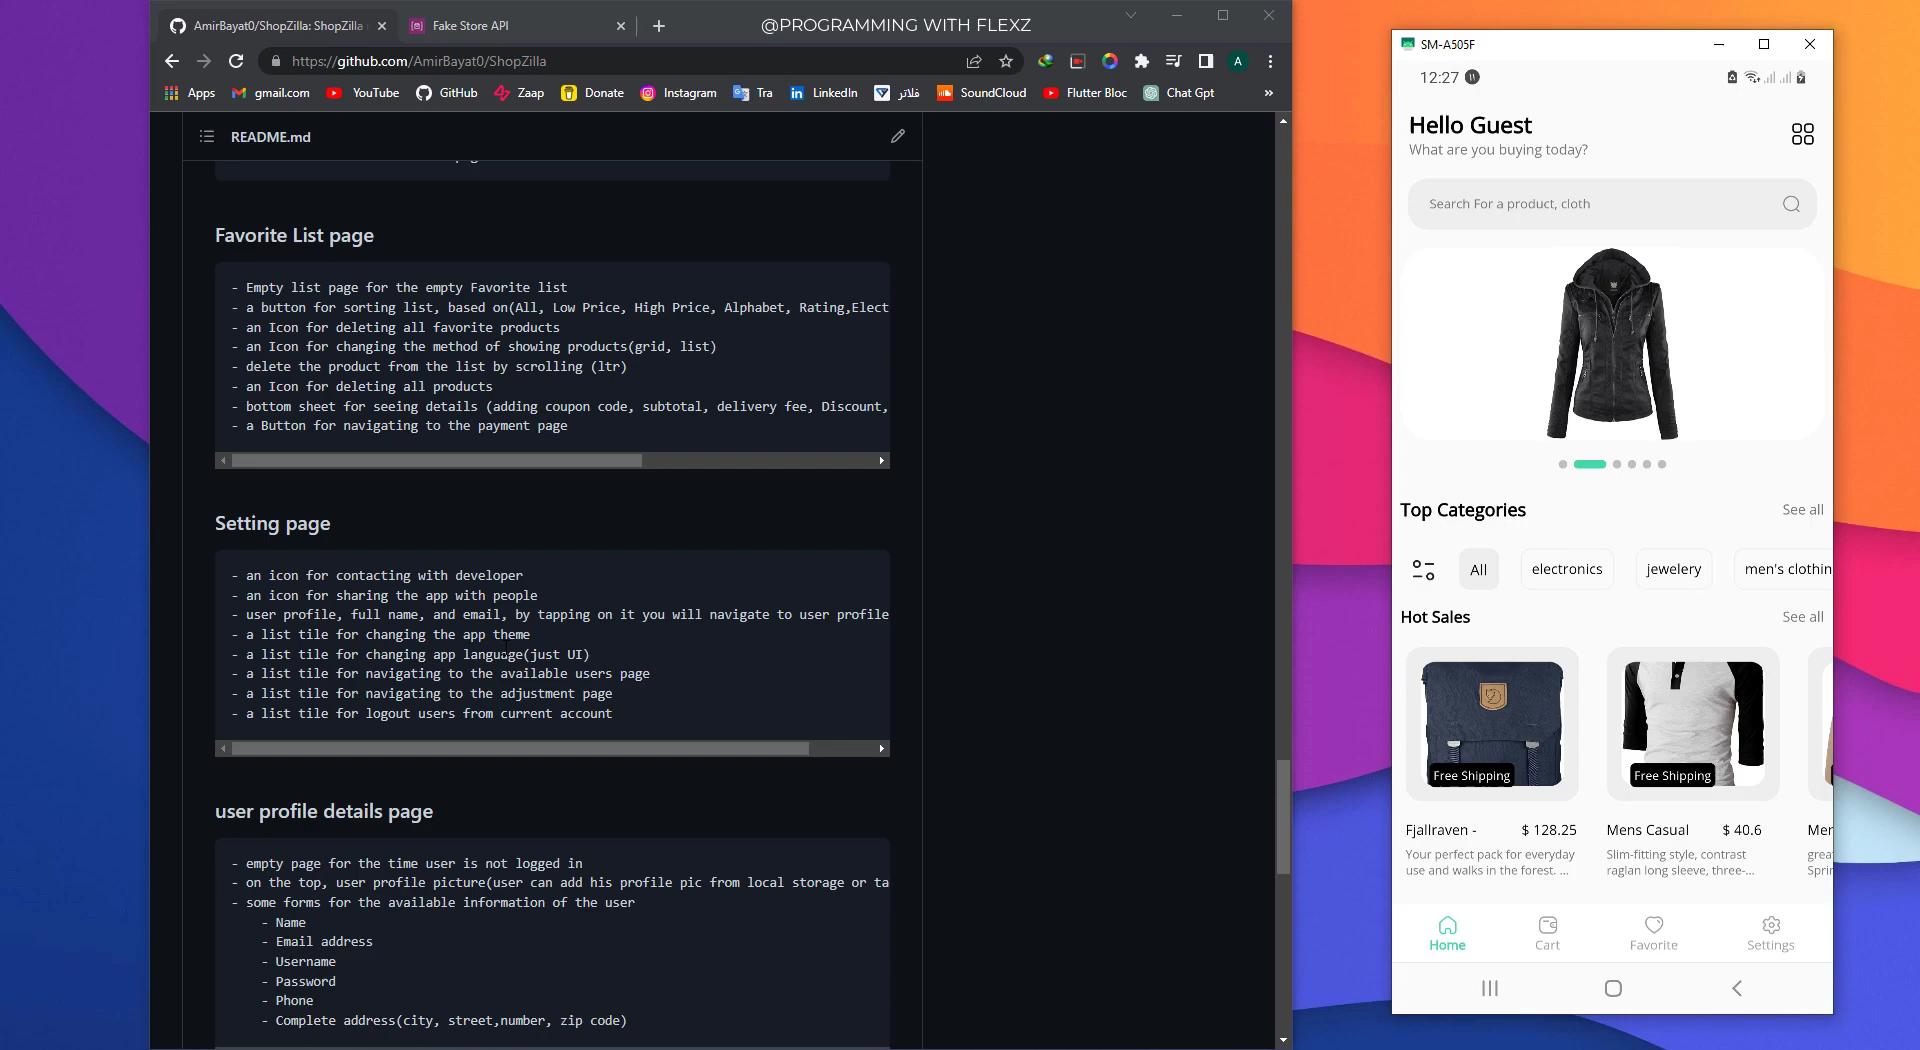 AmirBayat0/ShopZilla: ShopZilla
Fake Store API
@PROGRAMMING WITH FLEXZ
https://github.com/AmirBayat0/ShopZilla
A
Apps
gmail.com
YouTube
GitHub
Zaap
Donate
Instagram
Tra
LinkedIn
فلاتر
SoundCloud
Flutter Bloc
Chat Gpt
»
README.md
Favorite List page
- Empty list page for the empty Favorite list
- a button for sorting list, based on(All, Low Price, High Price, Alphabet, Rating,Elect
- an Icon for deleting all favorite products
- an Icon for changing the method of showing products(grid, list)
- delete the product from the list by scrolling (ltr)
- an Icon for deleting all products
- bottom sheet for seeing details (adding coupon code, subtotal, delivery fee, Discount,
- a Button for navigating to the payment page
Setting page
- an icon for contacting with developer
- an icon for sharing the app with people
- user profile, full name, and email, by tapping on it you will navigate to user profile
- a list tile for changing the app theme
- a list tile for changing app language(just UI)
- a list tile for navigating to the available users page
- a list tile for navigating to the adjustment page
- a list tile for logout users from current account
user profile details page
- empty page for the time user is not logged in
- on the top, user profile picture(user can add his profile pic from local storage or ta
- some forms for the available information of the user
- Name
- Email address
- Username
- Password
- Phone
- Complete address(city, street,number, zip code)
SM-A505F
12:27
Hello Guest
What are you buying today?
Search For a product, cloth
Top Categories
See all
All
electronics
jewelery
men's clothin
Hot Sales
See all
Free Shipping
Free Shipping
Fjallraven -
$ 128.25
Mens Casual
$ 40.6
Mer
Your perfect pack for everyday
use and walks in the forest. ...
Slim-fitting style, contrast
raglan long sleeve, three-...
grea
Sprin
Home
Cart
Favorite
Settings